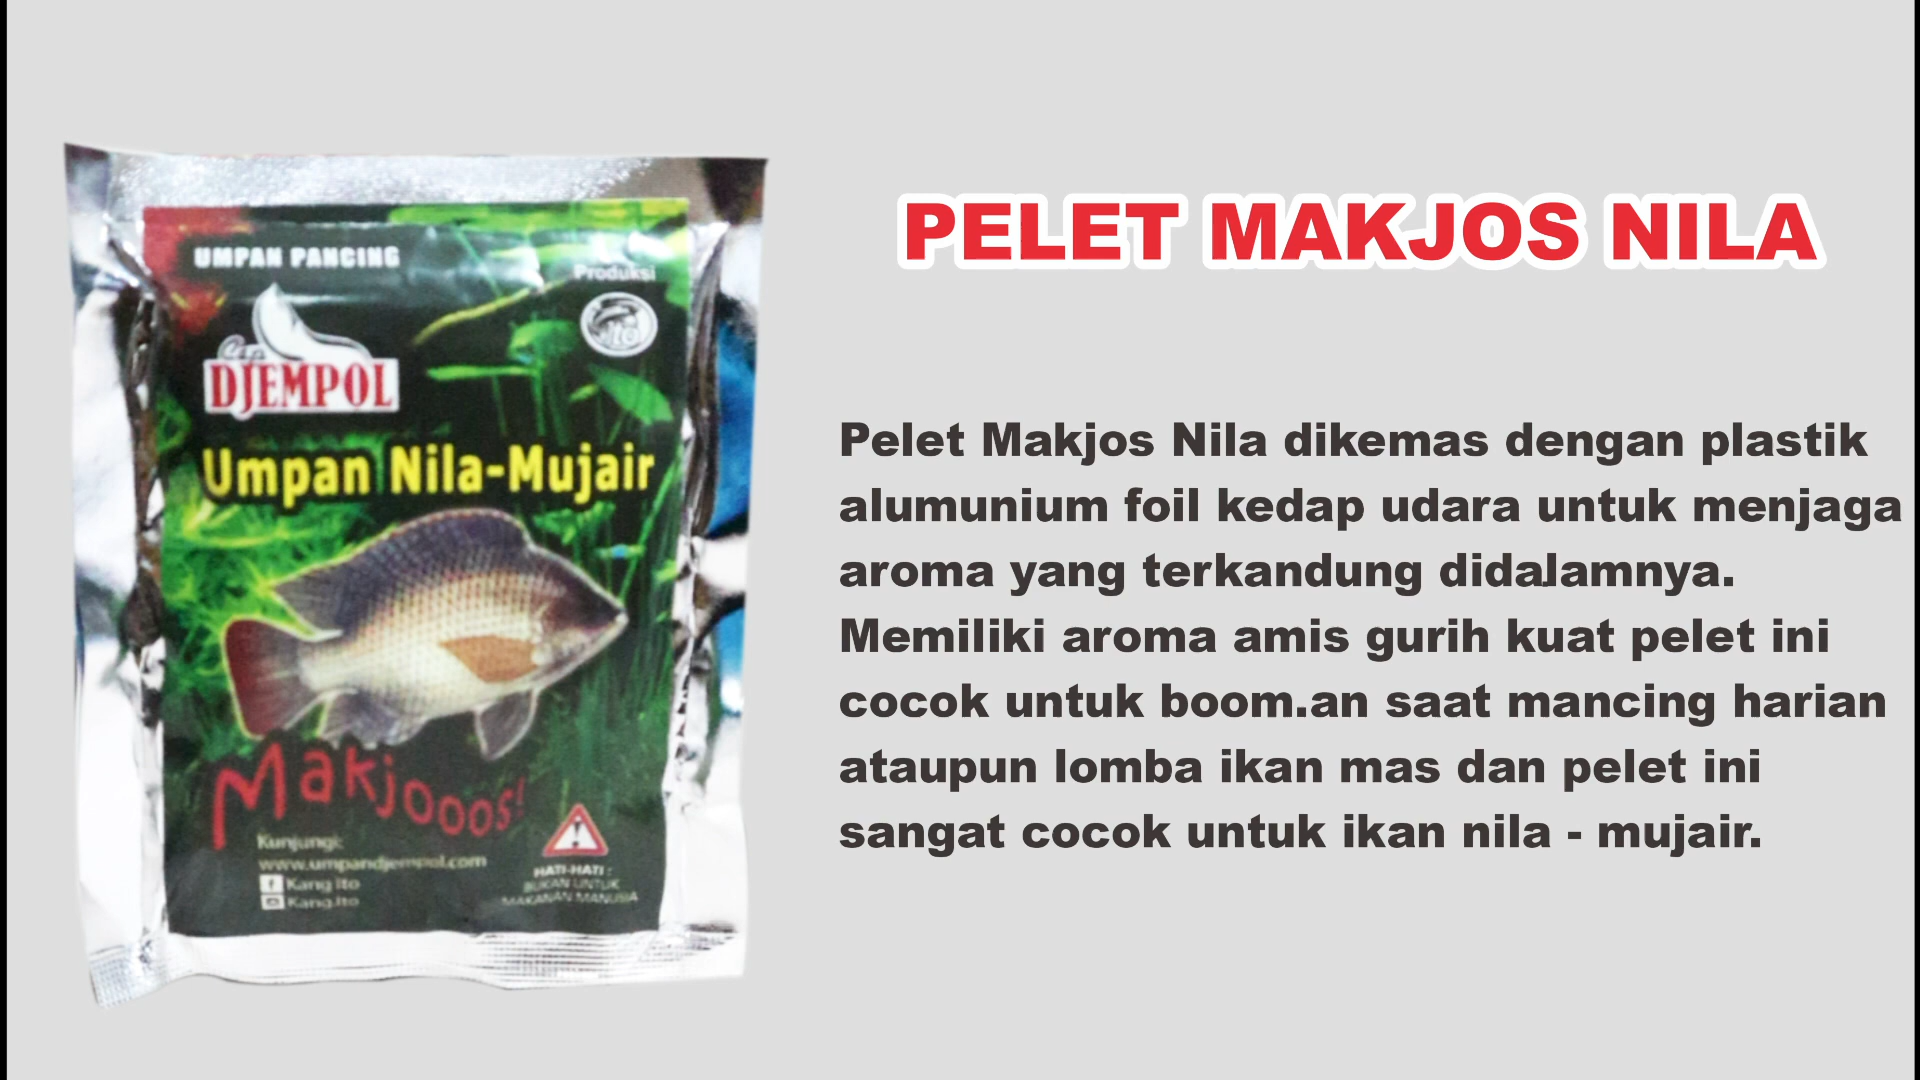 PELET MAKJOS NILA
Pelet Makjos Nila dikemas dengan plastik
alumunium foil kedap udara untuk menjaga
aroma yang terkandung didalamnya.
Memiliki aroma amis gurih kuat pelet ini
cocok untuk boom.an saat mancing harian
ataupun lomba ikan mas dan pelet ini
sangat cocok untuk ikan nila - mujair.
UMPAN PANCING
Produksi
Ito
Cap
DJEMPOL
Umpan Nila-Mujair
Makjooos!
Kunjungi:
www.umpandjempol.com
Kang Ito
Kang.Ito
HATI-HATI :
BUKAN UNTUK
MAKANAN MANUSIA